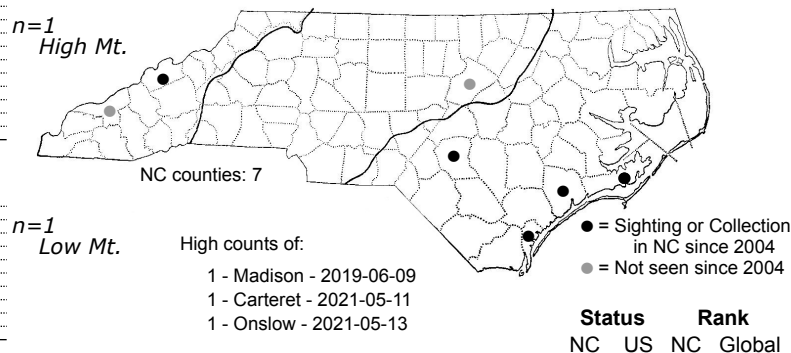 n=1
High Mt.
NC counties: 7
n=1
Low Mt.
High counts of:
1 - Madison - 2019-06-09
1 - Carteret - 2021-05-11
1 - Onslow - 2021-05-13
= Sighting or Collection
in NC since 2004
= Not seen since 2004
Status Rank
NC US NC Global